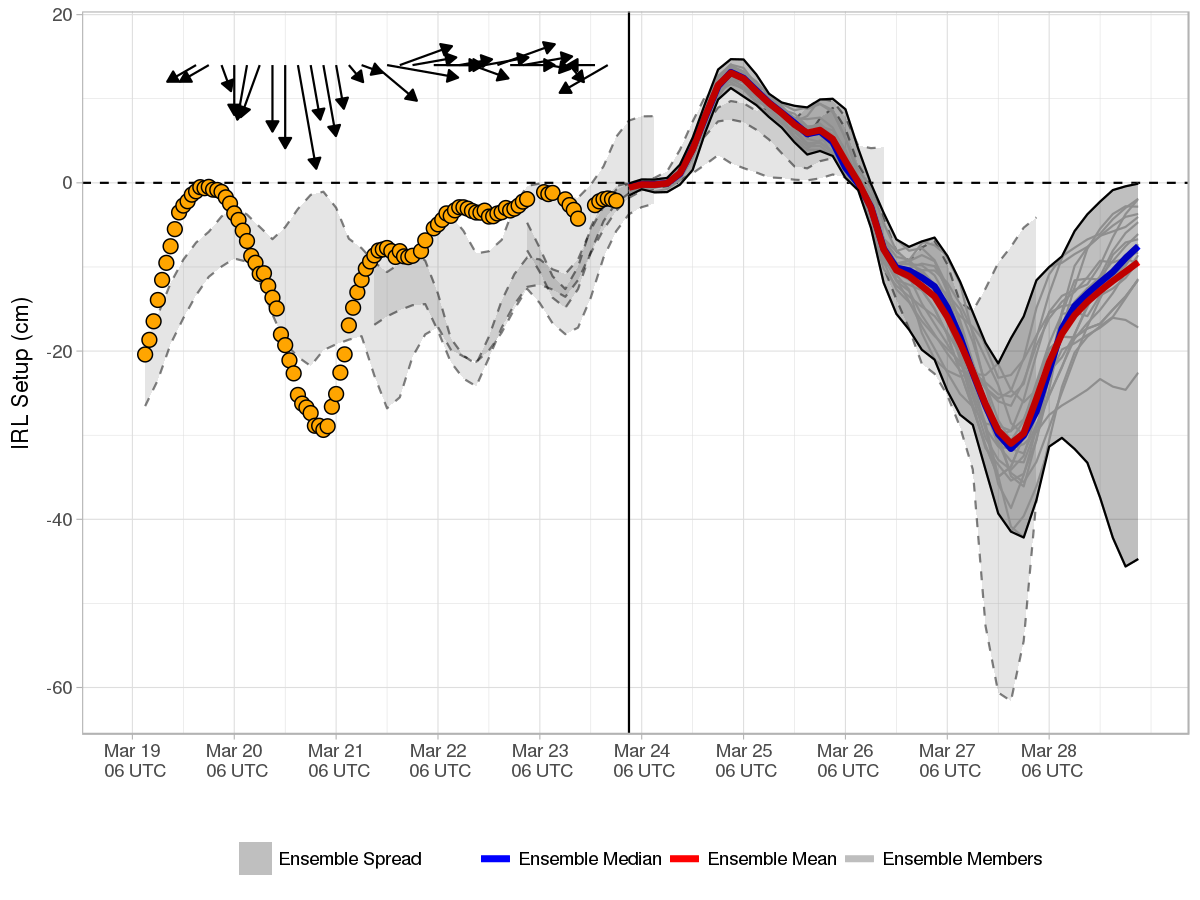 20
0
-20
-40
-60
IRL Setup (cm)
Mar 19 Mar 20 Mar 21 Mar 22 Mar 23 Mar 24 Mar 25 Mar 26 Mar 27 Mar 28
06 UTC 06 UTC 06 UTC 06 UTC 06 UTC 06 UTC 06 UTC 06 UTC 06 UTC 06 UTC
Ensemble Spread Ensemble Median Ensemble Mean Ensemble Members